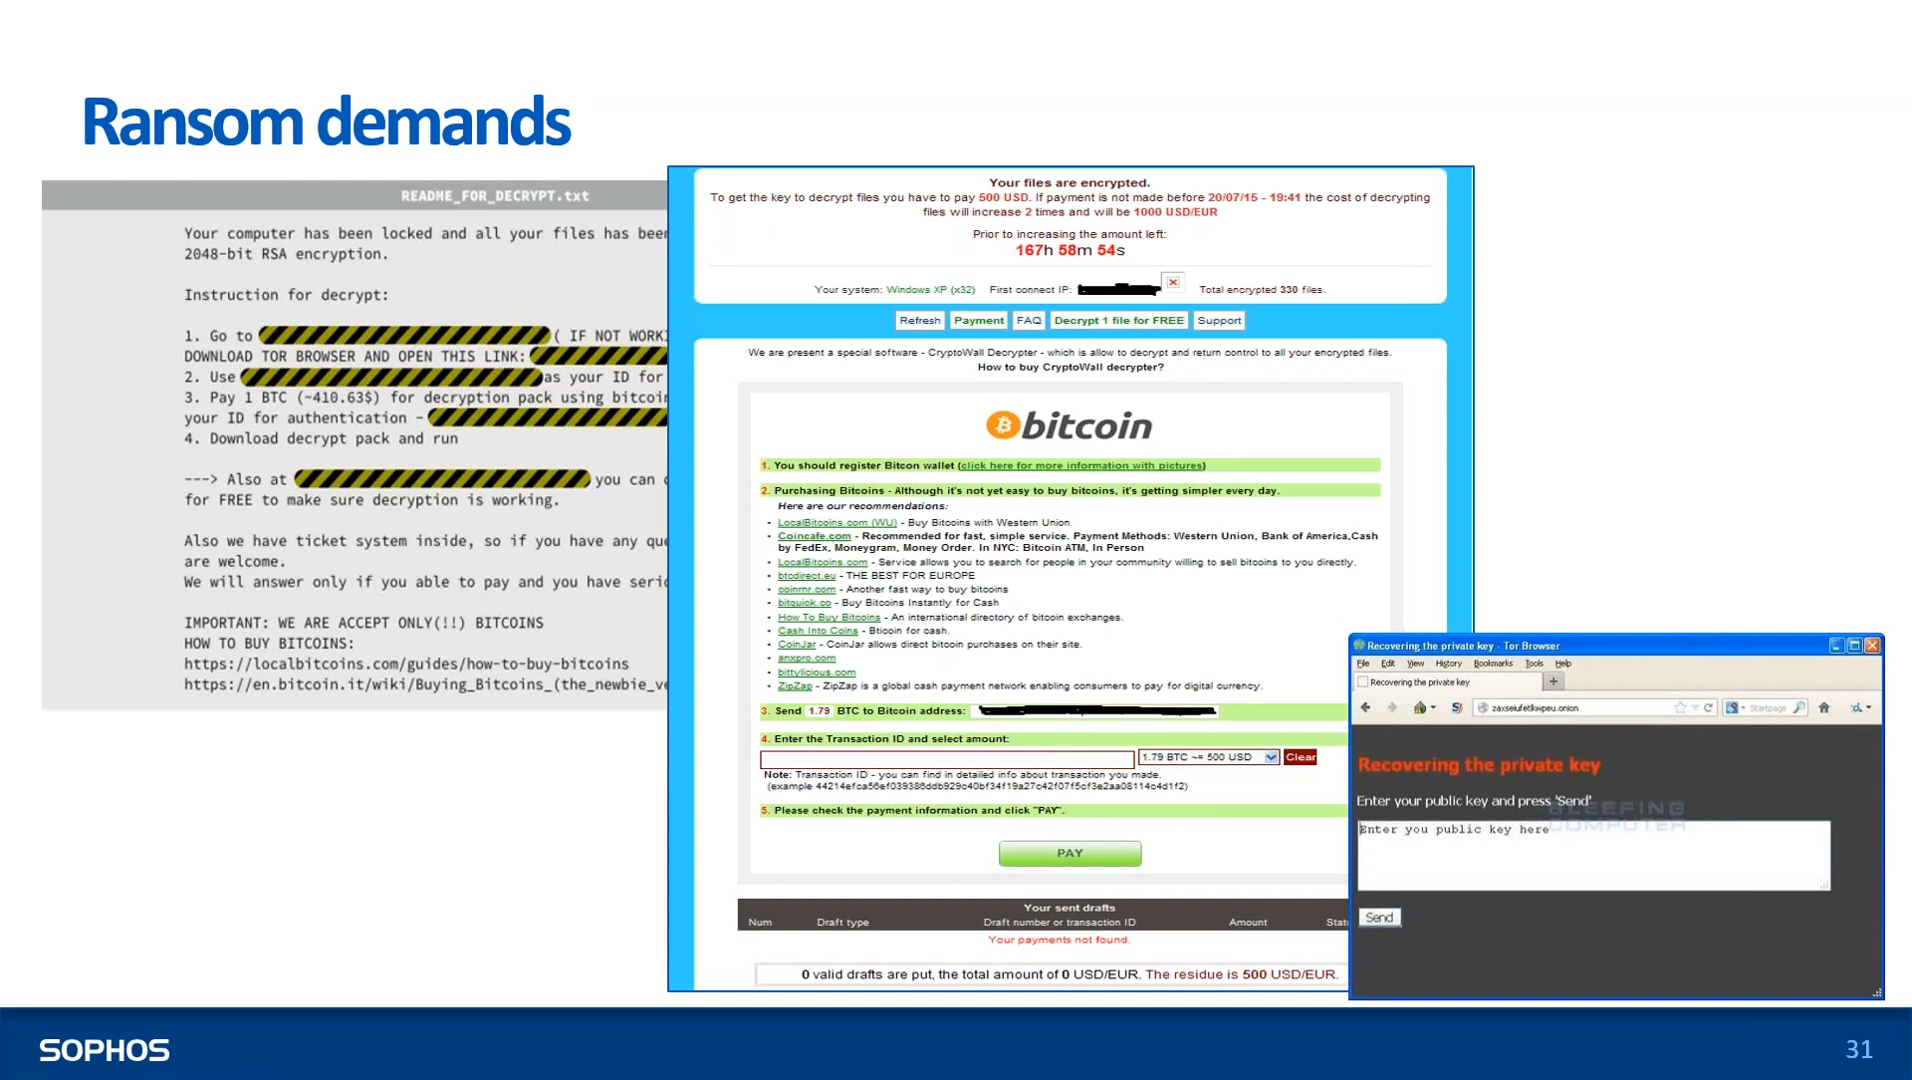 Ransom demands
README_FOR_DECRYPT.txt
Your computer has been locked and all your files has been
2048-bit RSA encryption.
Instruction for decrypt:
1. Go to ( IF NOT WORKI
DOWNLOAD TOR BROWSER AND OPEN THIS LINK:
2. Use as your ID for
3. Pay 1 BTC (~410.63$) for decryption pack using bitcoin
your ID for authentication -
4. Download decrypt pack and run
---> Also at you can
for FREE to make sure decryption is working.
Also we have ticket system inside, so if you have any que
are welcome.
We will answer only if you able to pay and you have serio
IMPORTANT: WE ARE ACCEPT ONLY(!!) BITCOINS
HOW TO BUY BITCOINS:
https://localbitcoins.com/guides/how-to-buy-bitcoins
https://en.bitcoin.it/wiki/Buying_Bitcoins_(the_newbie_ve
Your files are encrypted.
To get the key to decrypt files you have to pay 500 USD. If payment is not made before 20/07/15 - 19:41 the cost of decrypting
files will increase 2 times and will be 1000 USD/EUR
Prior to increasing the amount left:
167h 58m 54s
Your system: Windows XP (x32) First connect IP: Total encrypted 330 files.
Refresh Payment FAQ Decrypt 1 file for FREE Support
We are present a special software - CryptoWall Decrypter - which is allow to decrypt and return control to all your encrypted files.
How to buy CryptoWall decrypter?
bitcoin
1. You should register Bitcon wallet (click here for more information with pictures)
2. Purchasing Bitcoins - Although it's not yet easy to buy bitcoins, it's getting simpler every day.
Here are our recommendations:
• LocalBitcoins.com (WU) - Buy Bitcoins with Western Union
• Coincafe.com - Recommended for fast, simple service. Payment Methods: Western Union, Bank of America,Cash
by FedEx, Moneygram, Money Order. In NYC: Bitcoin ATM, In Person
• LocalBitcoins.com - Service allows you to search for people in your community willing to sell bitcoins to you directly.
• btcdirect.eu - THE BEST FOR EUROPE
• coinrnr.com - Another fast way to buy bitcoins
• bitquick.co - Buy Bitcoins Instantly for Cash
• How To Buy Bitcoins - An international directory of bitcoin exchanges.
• Cash Into Coins - Bticoin for cash.
• CoinJar - CoinJar allows direct bitcoin purchases on their site.
• anxpro.com
• bittylicious.com
• ZipZap - ZipZap is a global cash payment network enabling consumers to pay for digital currency.
3. Send 1.79 BTC to Bitcoin address:
4. Enter the Transaction ID and select amount:
1.79 BTC ~= 500 USD Clear
Note: Transaction ID - you can find in detailed info about transaction you made.
(example 44214efca56ef039386ddb929c40bf34f19a27c42f07f5cf3e2aa08114c4d1f2)
5. Please check the payment information and click "PAY".
PAY
Your sent drafts
Num Draft type Draft number or transaction ID Amount Statu
Your payments not found.
0 valid drafts are put, the total amount of 0 USD/EUR. The residue is 500 USD/EUR.
Recovering the private key - Tor Browser
File Edit View History Bookmarks Tools Help
Recovering the private key
Startpage
Recovering the private key
Enter your public key and press 'Send'
BLEEPING
COMPUTER
Enter you public key here
Send
SOPHOS
31